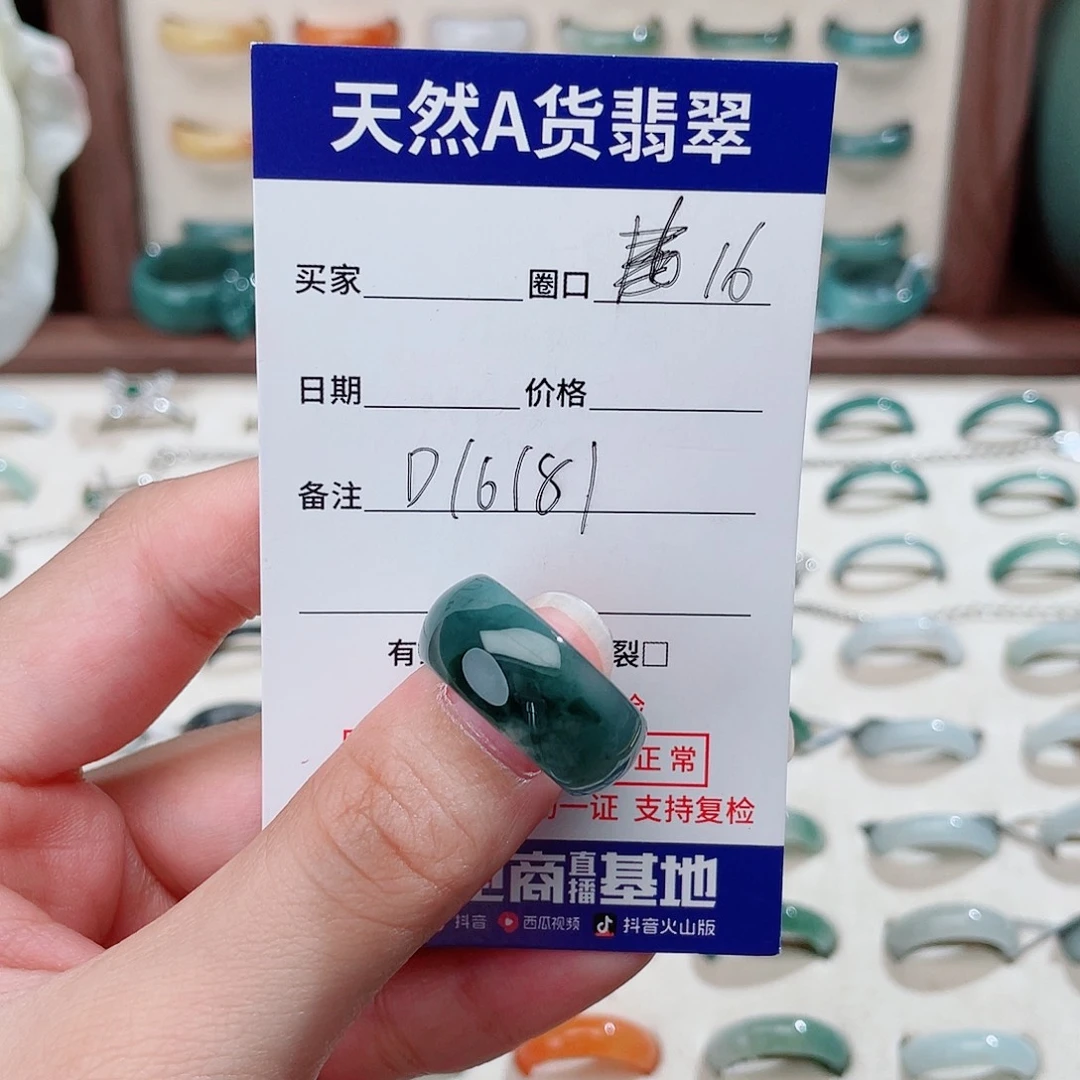 天然A货翡翠
买家 圈口 16
日期 价格
备注 D16181
有 裂□
正常
一证 支持复检
商直播基地
抖音 西瓜视频 抖音火山版